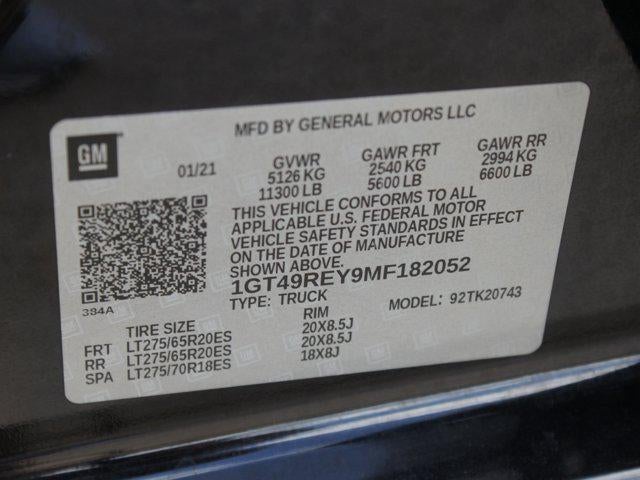 MFD BY GENERAL MOTORS LLC
GM
01/21
GVWR
5126 KG
11300 LB
GAWR FRT
2540 KG
5600 LB
GAWR RR
2994 KG
6600 LB
THIS VEHICLE CONFORMS TO ALL
APPLICABLE U.S. FEDERAL MOTOR
VEHICLE SAFETY STANDARDS IN EFFECT
ON THE DATE OF MANUFACTURE
SHOWN ABOVE.
1GT49REY9MF182052
TYPE: TRUCK
MODEL: 92TK20743
384A
TIRE SIZE RIM
FRT LT275/65R20ES 20X8.5J
RR LT275/65R20ES 20X8.5J
SPA LT275/70R18ES 18X8J